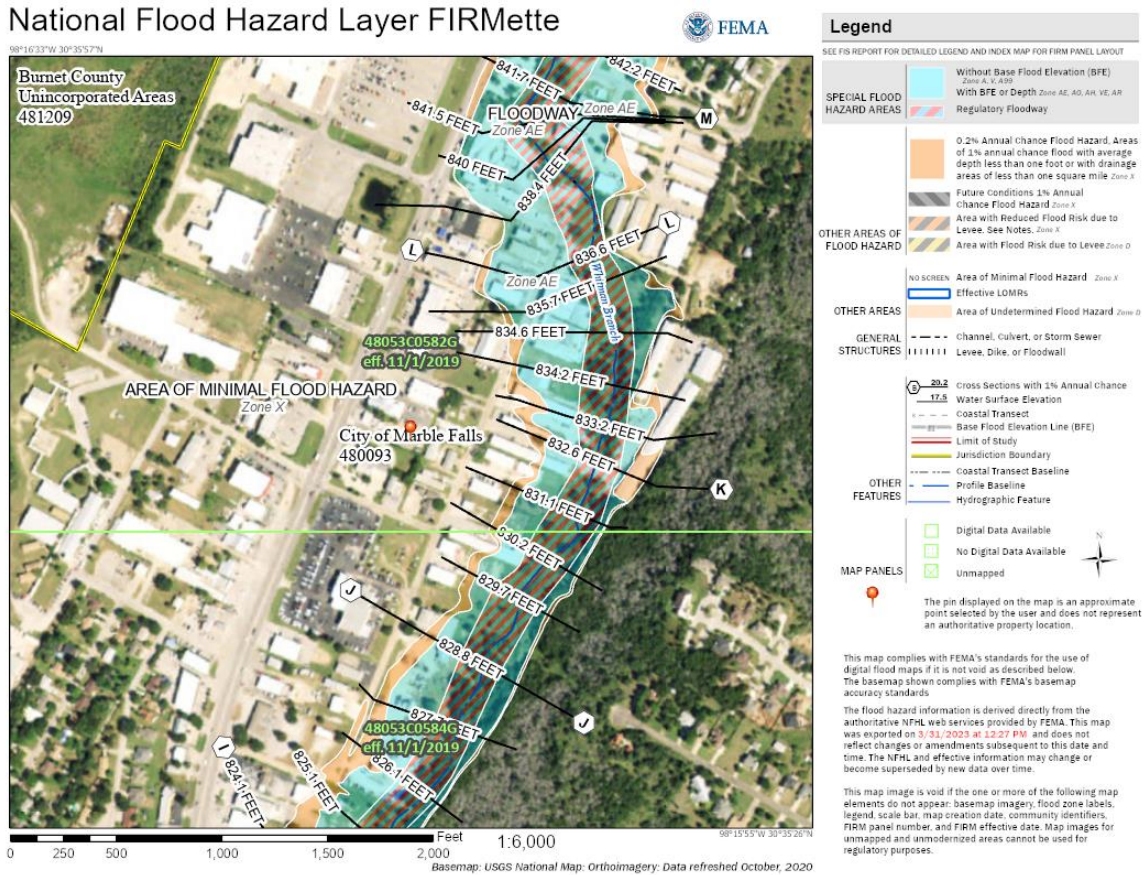 National Flood Hazard Layer FIRMette
FEMA
98°16'33"W 30°35'57"N
Burnet County
Unincorporated Areas
481209
841.7 FEET
842.2 FEET
841.5 FEET
FLOODWAY
Zone AE
Zone AE
M
840 FEET
838.4 FEET
L
836.6 FEET
L
Zone AE
835.7 FEET
Whitman Branch
834.6 FEET
48053C0582G
eff. 11/1/2019
834.2 FEET
AREA OF MINIMAL FLOOD HAZARD
Zone X
833.2 FEET
City of Marble Falls
480093
832.6 FEET
K
831.1 FEET
830.2 FEET
829.7 FEET
J
828.8 FEET
J
48053C0584G
eff. 11/1/2019
826.1 FEET
I
824.1 FEET
825.1 FEET
Feet
1:6,000
0 250 500 1,000 1,500 2,000
98°15'55"W 30°35'26"N
Basemap: USGS National Map: Orthoimagery: Data refreshed October, 2020
Legend
SEE FIS REPORT FOR DETAILED LEGEND AND INDEX MAP FOR FIRM PANEL LAYOUT
SPECIAL FLOOD
HAZARD AREAS
Without Base Flood Elevation (BFE)
Zone A, V, A99
With BFE or Depth Zone AE, AO, AH, VE, AR
Regulatory Floodway
OTHER AREAS OF
FLOOD HAZARD
0.2% Annual Chance Flood Hazard, Areas
of 1% annual chance flood with average
depth less than one foot or with drainage
areas of less than one square mile Zone X
Future Conditions 1% Annual
Chance Flood Hazard Zone X
Area with Reduced Flood Risk due to
Levee. See Notes. Zone X
Area with Flood Risk due to Levee Zone D
OTHER AREAS
NO SCREEN Area of Minimal Flood Hazard Zone X
Effective LOMRs
Area of Undetermined Flood Hazard Zone D
GENERAL
STRUCTURES
Channel, Culvert, or Storm Sewer
Levee, Dike, or Floodwall
OTHER
FEATURES
B 20.2 Cross Sections with 1% Annual Chance
17.5 Water Surface Elevation
Coastal Transect
Base Flood Elevation Line (BFE)
Limit of Study
Jurisdiction Boundary
Coastal Transect Baseline
Profile Baseline
Hydrographic Feature
MAP PANELS
Digital Data Available
No Digital Data Available
Unmapped
N
The pin displayed on the map is an approximate
point selected by the user and does not represent
an authoritative property location.
This map complies with FEMA's standards for the use of
digital flood maps if it is not void as described below.
The basemap shown complies with FEMA's basemap
accuracy standards
The flood hazard information is derived directly from the
authoritative NFHL web services provided by FEMA. This map
was exported on 3/31/2023 at 12:27 PM and does not
reflect changes or amendments subsequent to this date and
time. The NFHL and effective information may change or
become superseded by new data over time.
This map image is void if the one or more of the following map
elements do not appear: basemap imagery, flood zone labels,
legend, scale bar, map creation date, community identifiers,
FIRM panel number, and FIRM effective date. Map images for
unmapped and unmodernized areas cannot be used for
regulatory purposes.